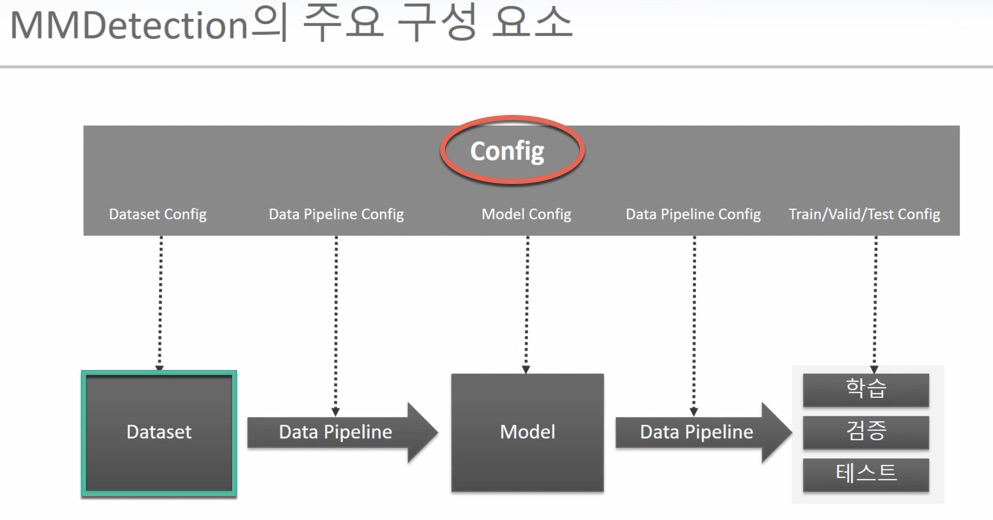 MMDetection의 주요 구성 요소
Config
Dataset Config
Data Pipeline Config
Model Config
Data Pipeline Config
Train/Valid/Test Config
Dataset
Data Pipeline
Model
Data Pipeline
학습
검증
테스트